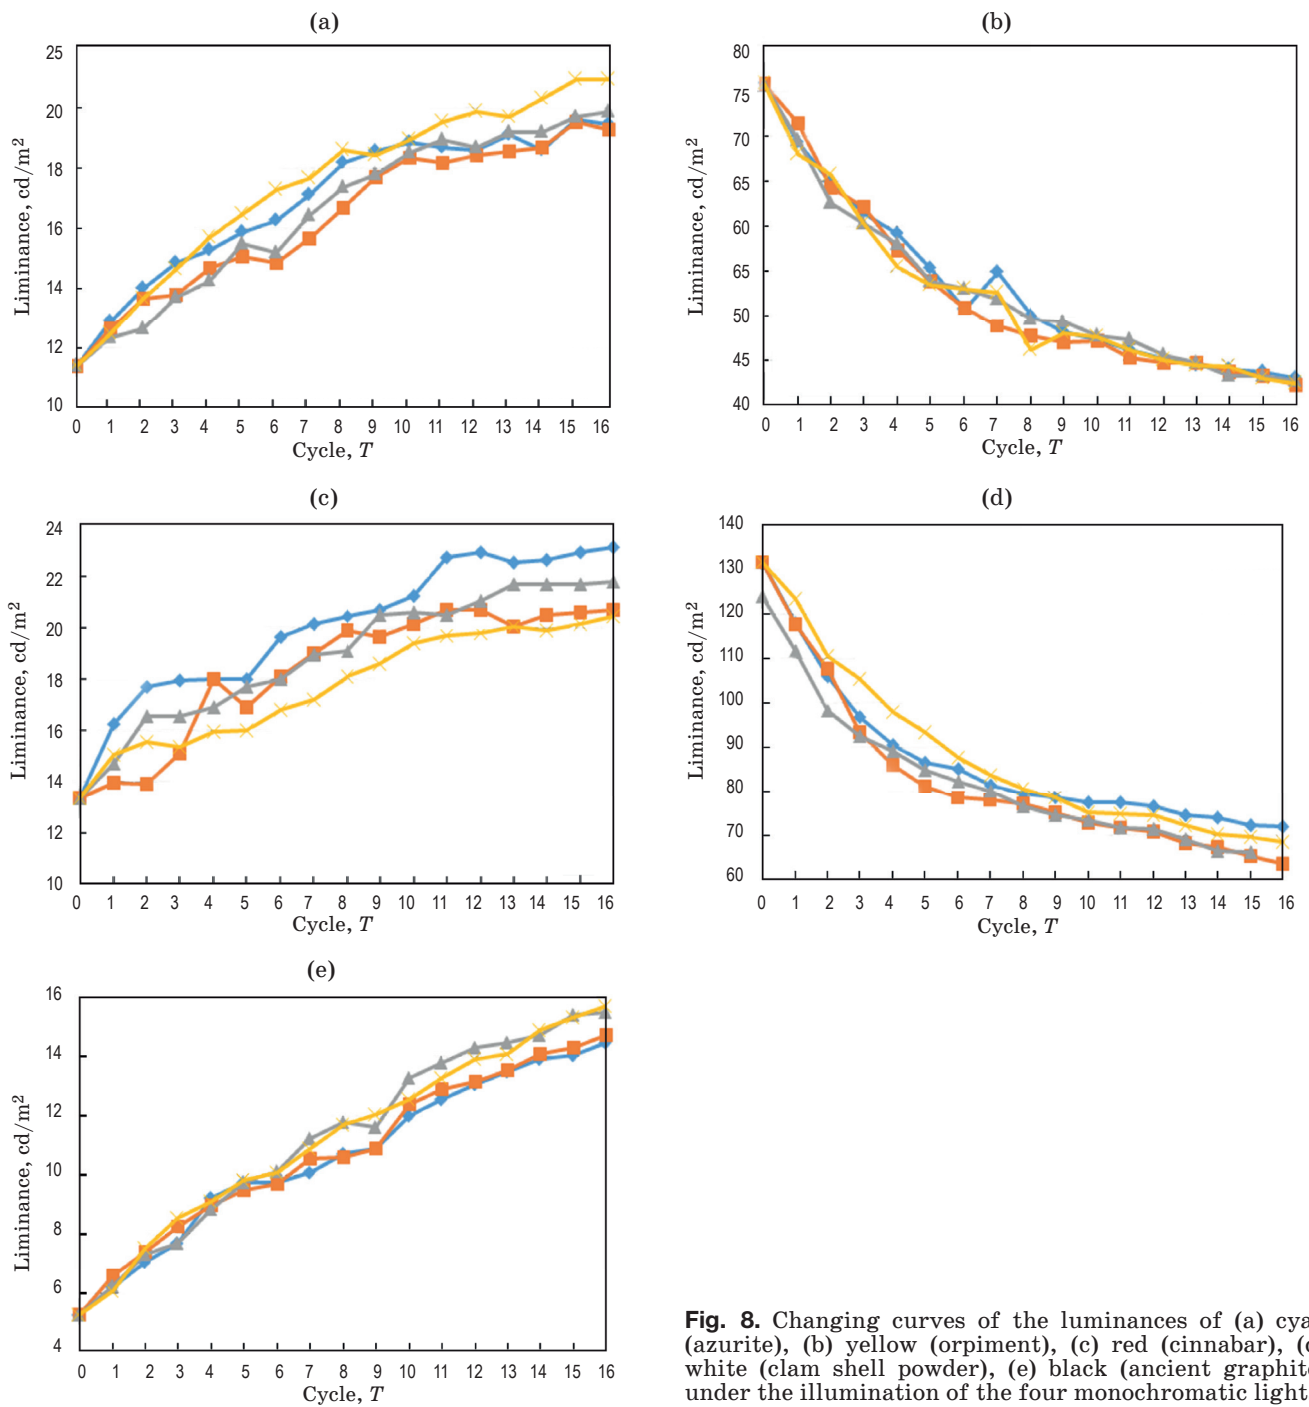 (a)
25
20
18
16
14
12
10
Liminance, cd/m²
0 1 2 3 4 5 6 7 8 9 10 11 12 13 14 15 16
Cycle, T
(b)
80
75
70
65
60
65
50
45
40
Liminance, cd/m²
0 1 2 3 4 5 6 7 8 9 10 11 12 13 14 15 16
Cycle, T
(c)
24
22
20
18
16
14
12
10
Liminance, cd/m²
0 1 2 3 4 5 6 7 8 9 10 11 12 13 14 15 16
Cycle, T
(d)
140
130
120
110
100
90
80
70
60
Liminance, cd/m²
0 1 2 3 4 5 6 7 8 9 10 11 12 13 14 15 16
Cycle, T
(e)
16
14
12
10
8
6
4
Liminance, cd/m²
0 1 2 3 4 5 6 7 8 9 10 11 12 13 14 15 16
Cycle, T
Fig. 8. Changing curves of the luminances of (a) cya
(azurite), (b) yellow (orpiment), (c) red (cinnabar), (
white (clam shell powder), (e) black (ancient graphite
under the illumination of the four monochromatic light